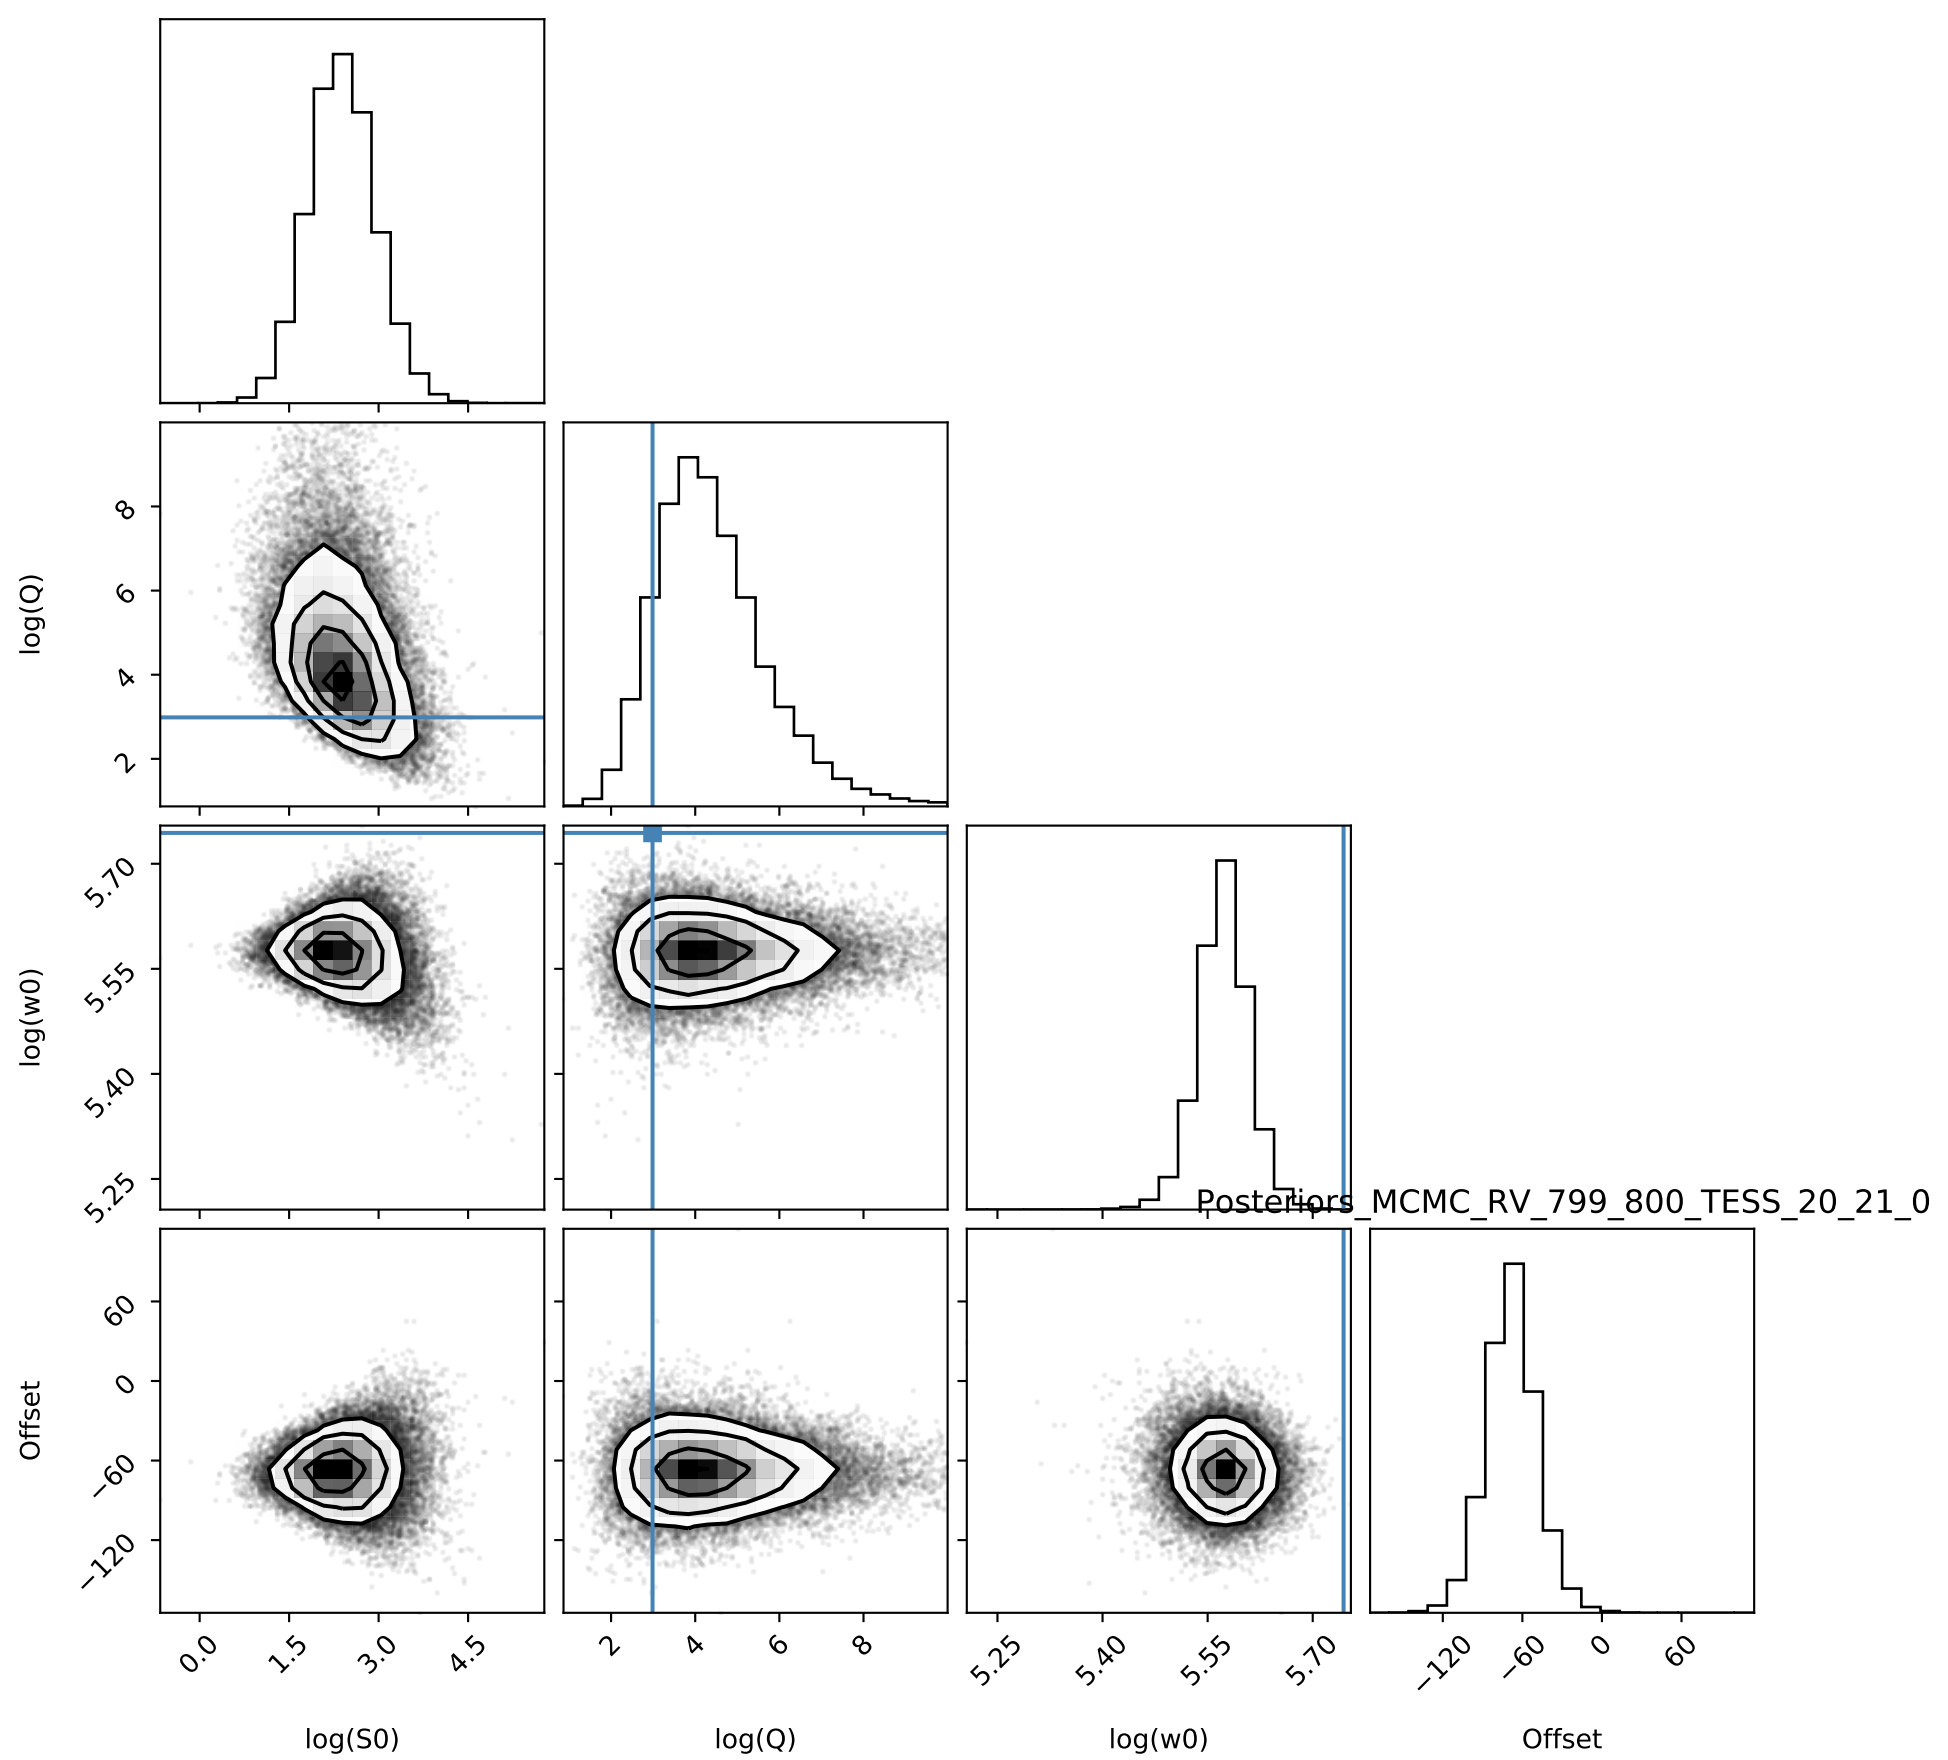 log(Q)
8
6
4
2
log(w0)
5.70
5.55
5.40
5.25
Posteriors_MCMC_RV_799_800_TESS_20_21_0
Offset
60
0
−60
−120
0.0 1.5 3.0 4.5 2 4 6 8 5.25 5.40 5.55 5.70 −120 −60 0 60
log(S0) log(Q) log(w0) Offset